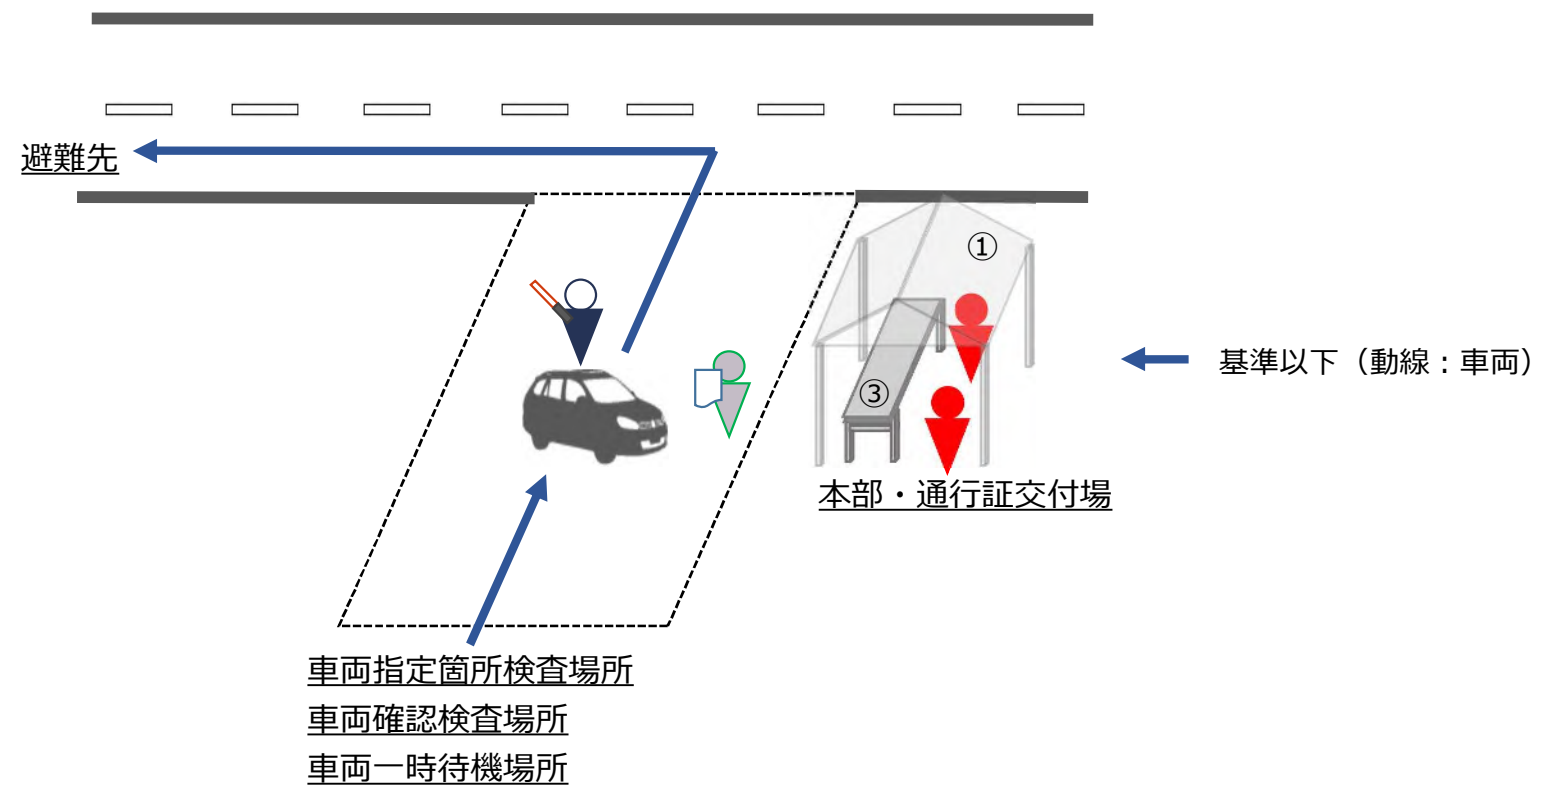 避難先
①
基準以下（動線：車両）
③
本部・通行証交付場
車両指定箇所検査場所
車両確認検査場所
車両一時待機場所